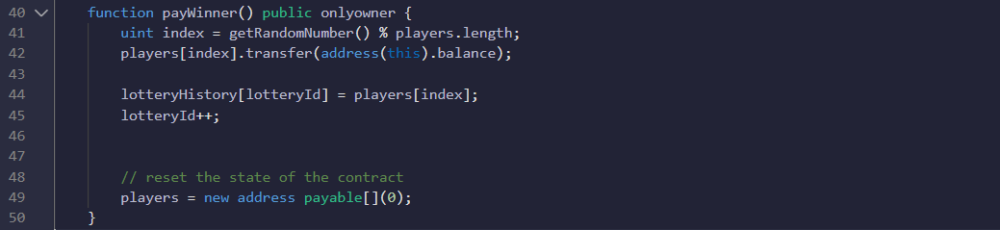 40 function payWinner() public onlyowner {
41 uint index = getRandomNumber() % players.length;
42 players[index].transfer(address(this).balance);
43
44 lotteryHistory[lotteryId] = players[index];
45 lotteryId++;
46
47
48 // reset the state of the contract
49 players = new address payable[](0);
50 }